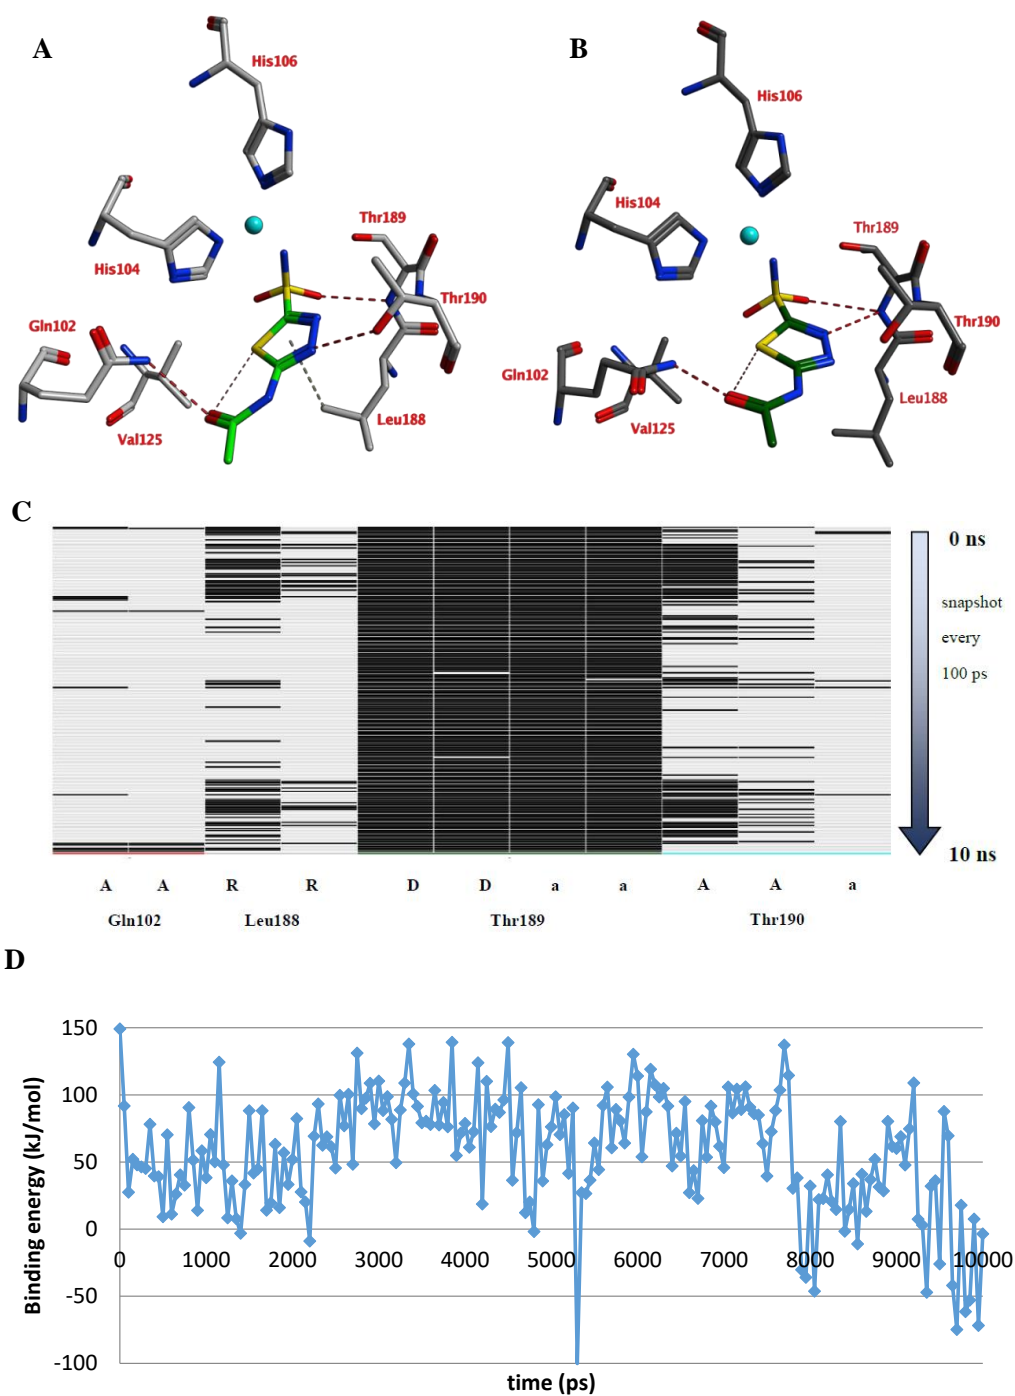 A
His106
His104
Thr189
Thr190
Gln102
Val125
Leu188
B
His106
His104
Thr189
Thr190
Gln102
Val125
Leu188
C
0 ns
snapshot
every
100 ps
10 ns
A A R R D D a a A A a
Gln102 Leu188 Thr189 Thr190
D
150
100
50
0
-50
-100
Binding energy (kJ/mol)
0 1000 2000 3000 4000 5000 6000 7000 8000 9000 10000
time (ps)